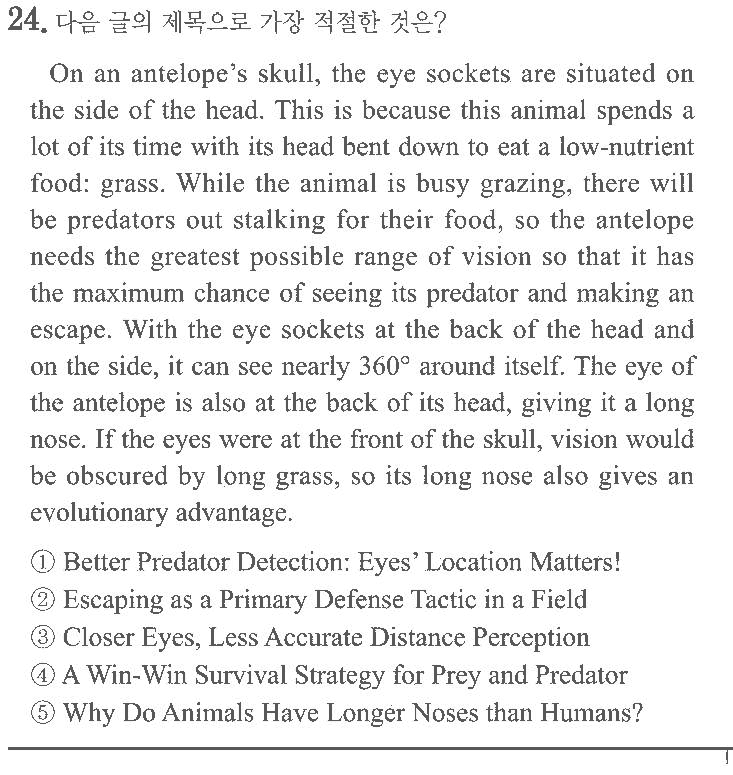 24. 다음 글의 제목으로 가장 적절한 것은?
On an antelope's skull, the eye sockets are situated on
the side of the head. This is because this animal spends a
lot of its time with its head bent down to eat a low-nutrient
food: grass. While the animal is busy grazing, there will
be predators out stalking for their food, so the antelope
needs the greatest possible range of vision so that it has
the maximum chance of seeing its predator and making an
escape. With the eye sockets at the back of the head and
on the side, it can see nearly 360° around itself. The eye of
the antelope is also at the back of its head, giving it a long
nose. If the eyes were at the front of the skull, vision would
be obscured by long grass, so its long nose also gives an
evolutionary advantage.
① Better Predator Detection: Eyes' Location Matters!
② Escaping as a Primary Defense Tactic in a Field
③ Closer Eyes, Less Accurate Distance Perception
④ A Win-Win Survival Strategy for Prey and Predator
⑤ Why Do Animals Have Longer Noses than Humans?